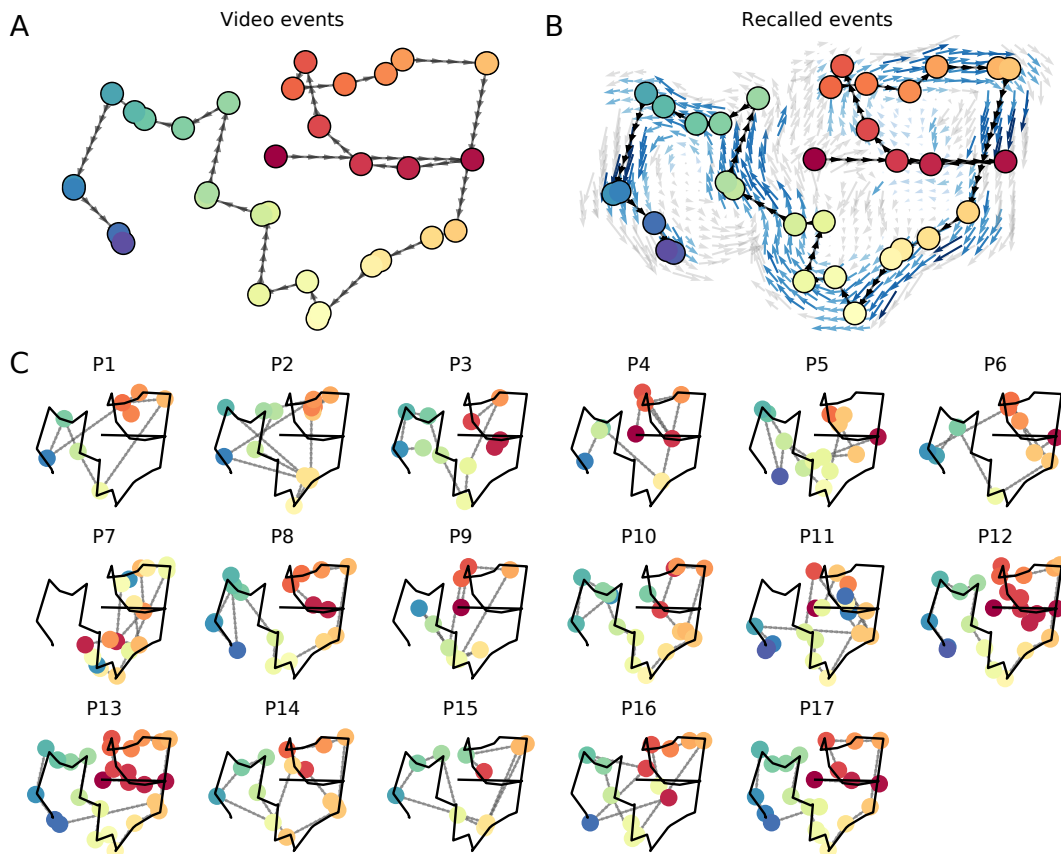 A Video events
B Recalled events
C
P1 P2 P3 P4 P5 P6
P7 P8 P9 P10 P11 P12
P13 P14 P15 P16 P17